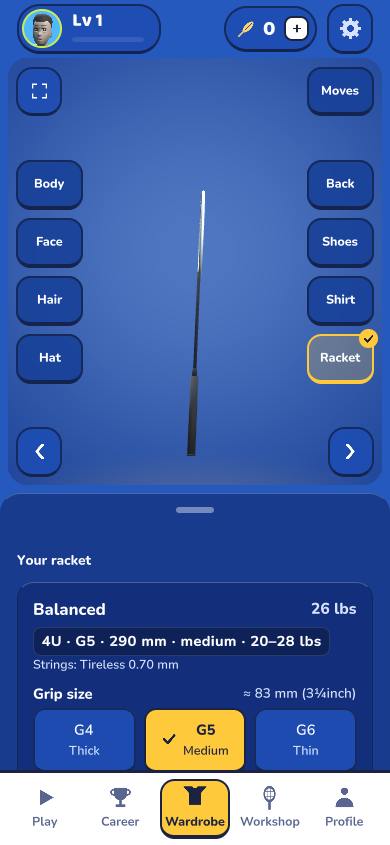 Lv 1
0
+
Moves
Body
Back
Face
Shoes
Hair
Shirt
Hat
Racket
Your racket
Balanced
26 lbs
4U · G5 · 290 mm · medium · 20–28 lbs
Strings: Tireless 0.70 mm
Grip size
≈ 83 mm (3¼inch)
G4
Thick
G5
Medium
G6
Thin
Play
Career
Wardrobe
Workshop
Profile